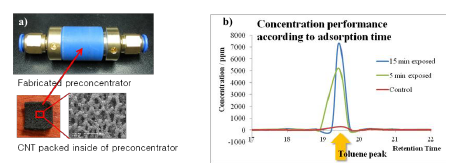 a)
Fabricated preconcentrator
CNT packed inside of preconcentrator
b)
Concentration performance
according to adsorption time
Concentration / ppm
8000
7000
6000
5000
4000
3000
2000
1000
0
-1000
15 min exposed
5 min exposed
Control
17
18
19
20
21
22
Retention Time
Toluene peak